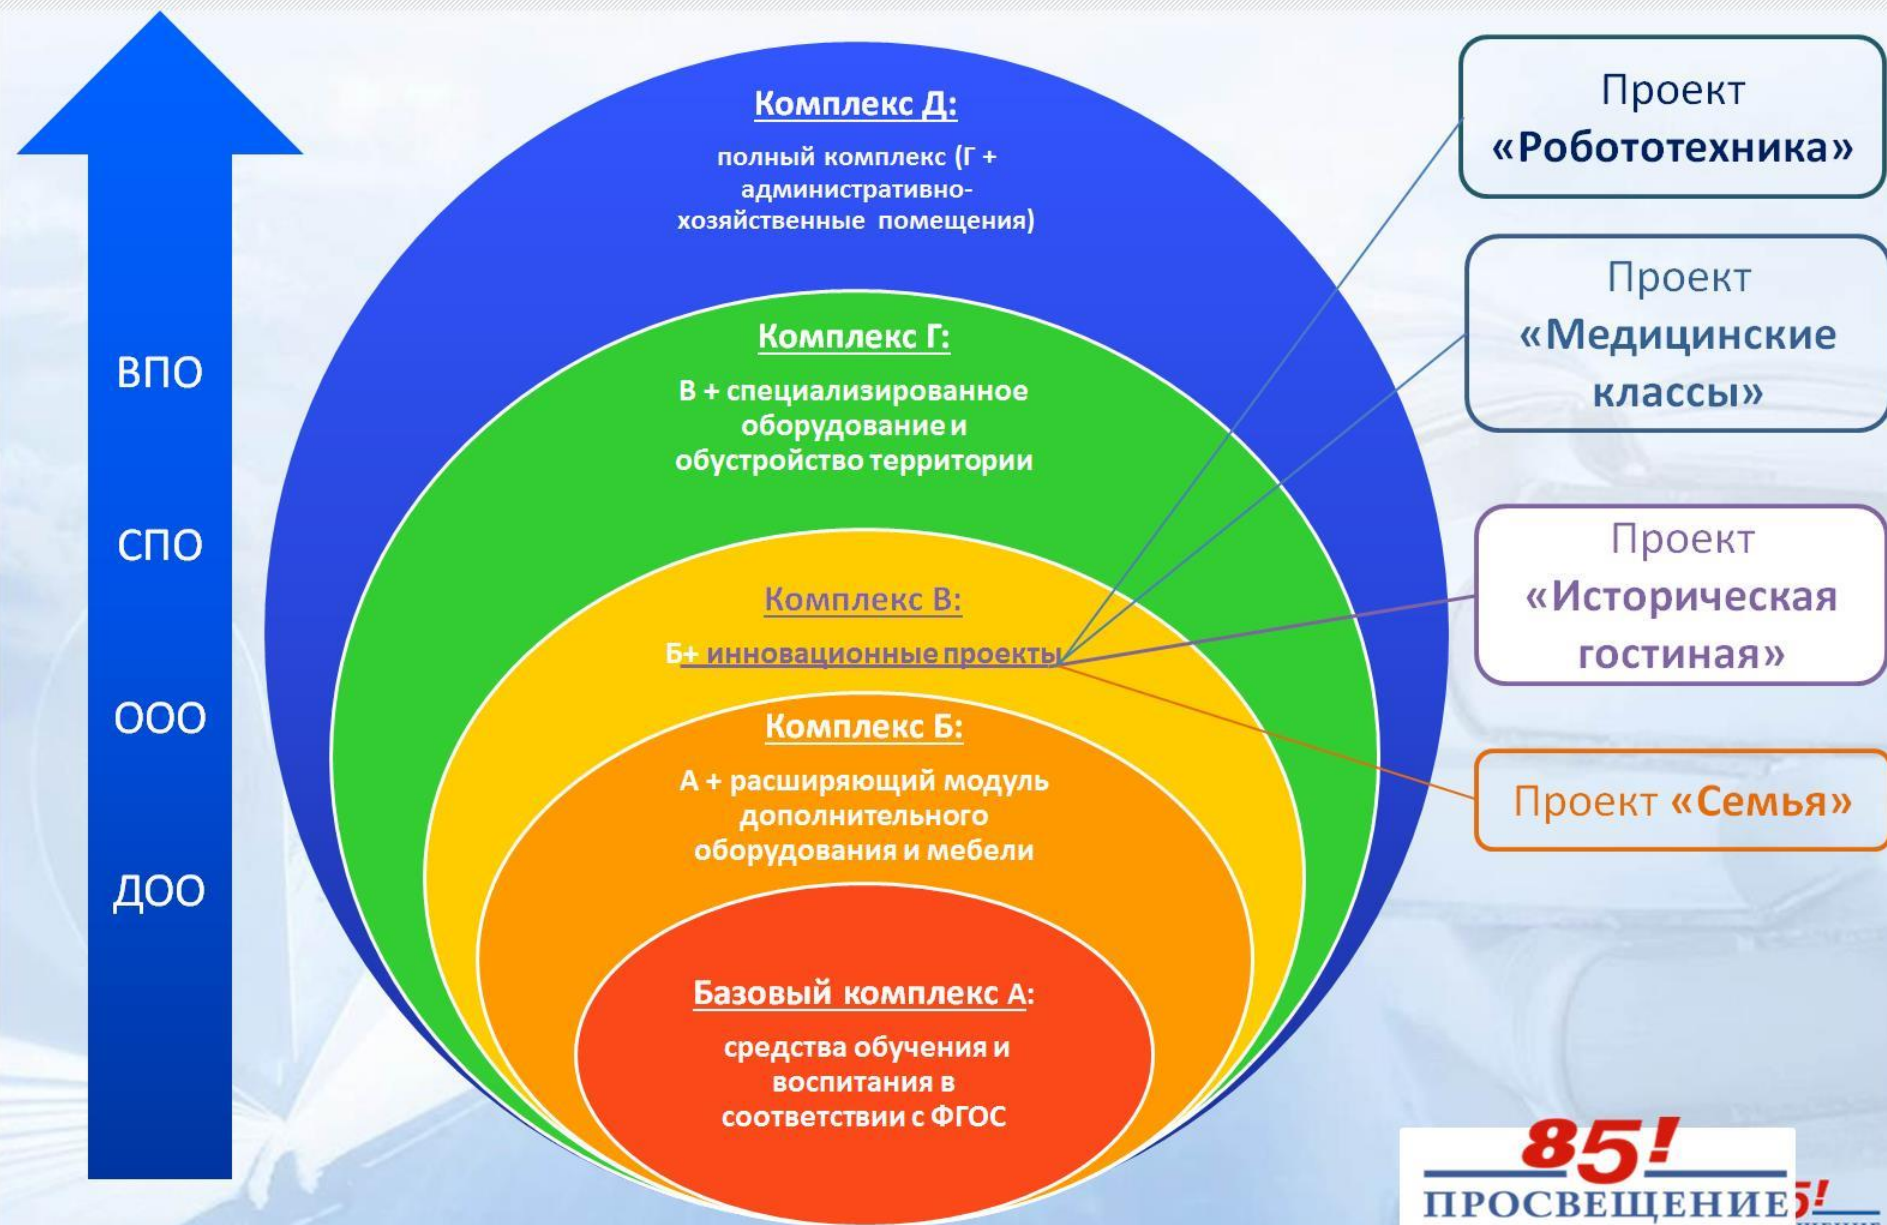 ВПО
СПО
ООО
ДОО
Комплекс Д:
полный комплекс (Г +
административно-
хозяйственные помещения)
Комплекс Г:
В + специализированное
оборудование и
обустройство территории
Комплекс В:
Б+ инновационные проекты
Комплекс Б:
А + расширяющий модуль
дополнительного
оборудования и мебели
Базовый комплекс А:
средства обучения и
воспитания в
соответствии с ФГОС
Проект
«Робототехника»
Проект
«Медицинские
классы»
Проект
«Историческая
гостиная»
Проект «Семья»
85!
ПРОСВЕЩЕНИЕ
5!